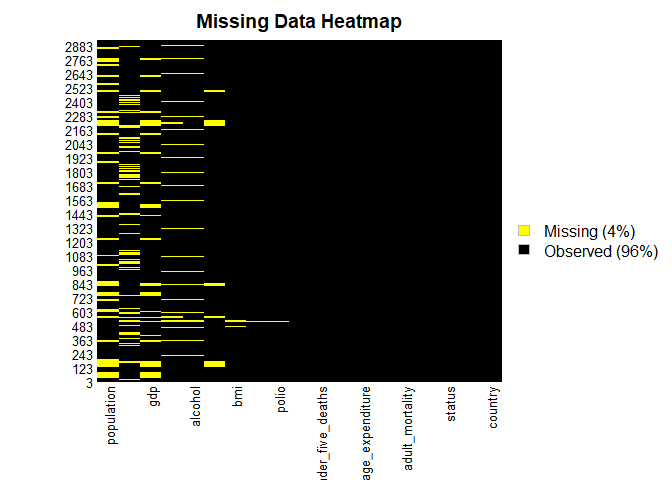 Missing Data Heatmap
2883
2763
2643
2523
2403
2283
2163
2043
1923
1803
1683
1563
1443
1323
1203
1083
963
843
723
603
483
363
243
123
3
Missing (4%)
Observed (96%)
population
gdp
alcohol
bmi
polio
nder_five_deaths
age_expenditure
adult_mortality
status
country